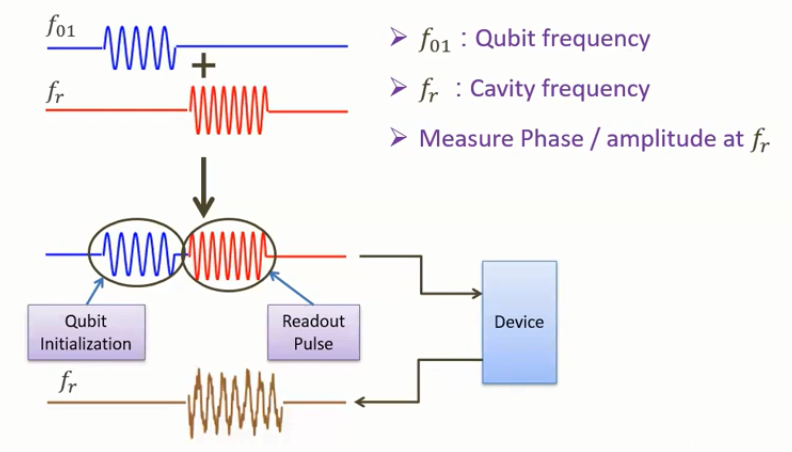 f₀₁
+
fᵣ
➢ f₀₁ : Qubit frequency
➢ fᵣ : Cavity frequency
➢ Measure Phase / amplitude at fᵣ
Qubit
Initialization
Readout
Pulse
Device
fᵣ